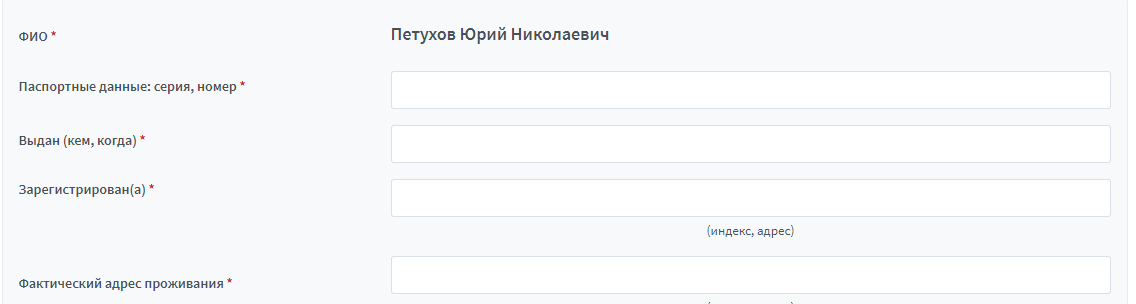 ФИО * Петухов Юрий Николаевич
Паспортные данные: серия, номер *
Выдан (кем, когда) *
Зарегистрирован(а) *
(индекс, адрес)
Фактический адрес проживания *